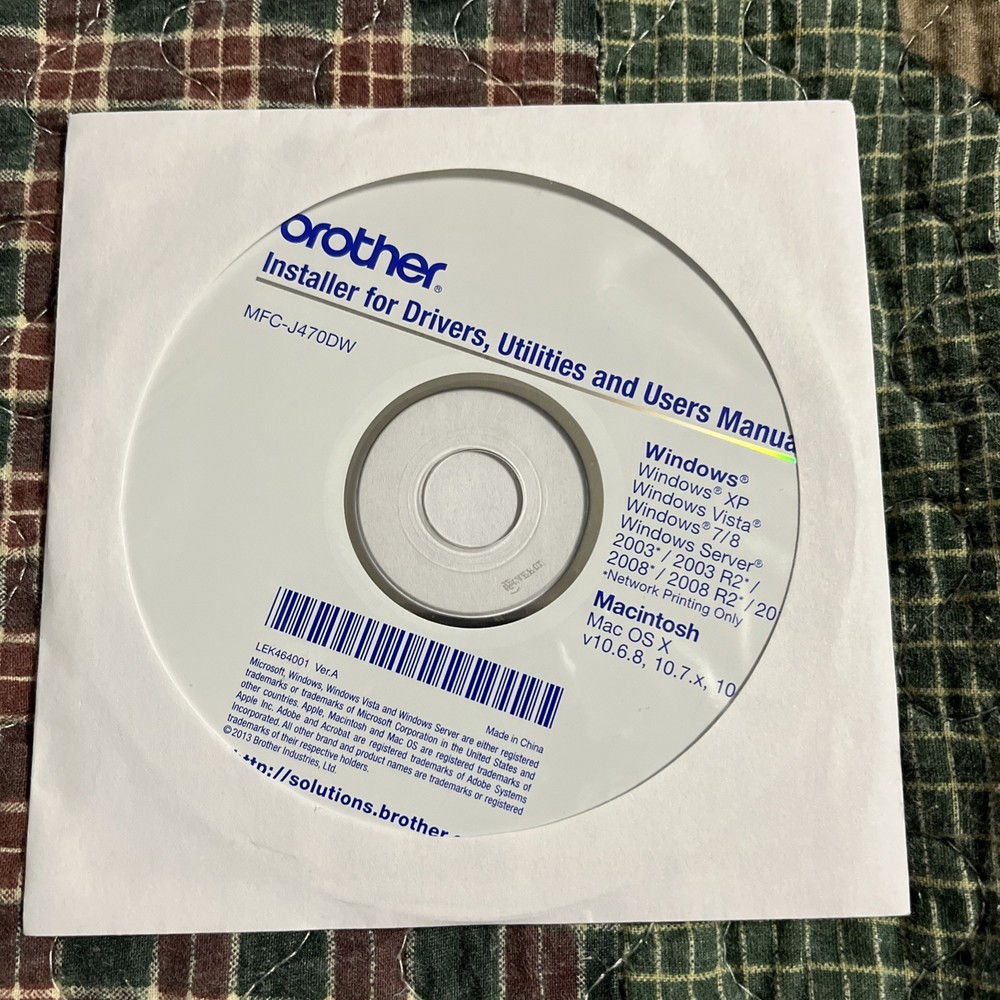 brother®
Installer for Drivers, Utilities and Users Manua
MFC-J470DW
Windows®
Windows® XP
Windows Vista®
Windows® 7/8
Windows Server®
2003* / 2003 R2* /
2008* / 2008 R2* / 20
*Network Printing Only
Macintosh
Mac OS X
v10.6.8, 10.7.x, 10
LEK464001 Ver.A
Made in China
Microsoft, Windows, Windows Vista and Windows Server are either registered
trademarks or trademarks of Microsoft Corporation in the United States and
other countries. Apple, Macintosh and Mac OS are registered trademarks of
Apple Inc. Adobe and Acrobat are registered trademarks of Adobe Systems
Incorporated. All other brand and product names are trademarks or registered
trademarks of their respective holders.
©2013 Brother Industries, Ltd.
ttp://solutions.brother.